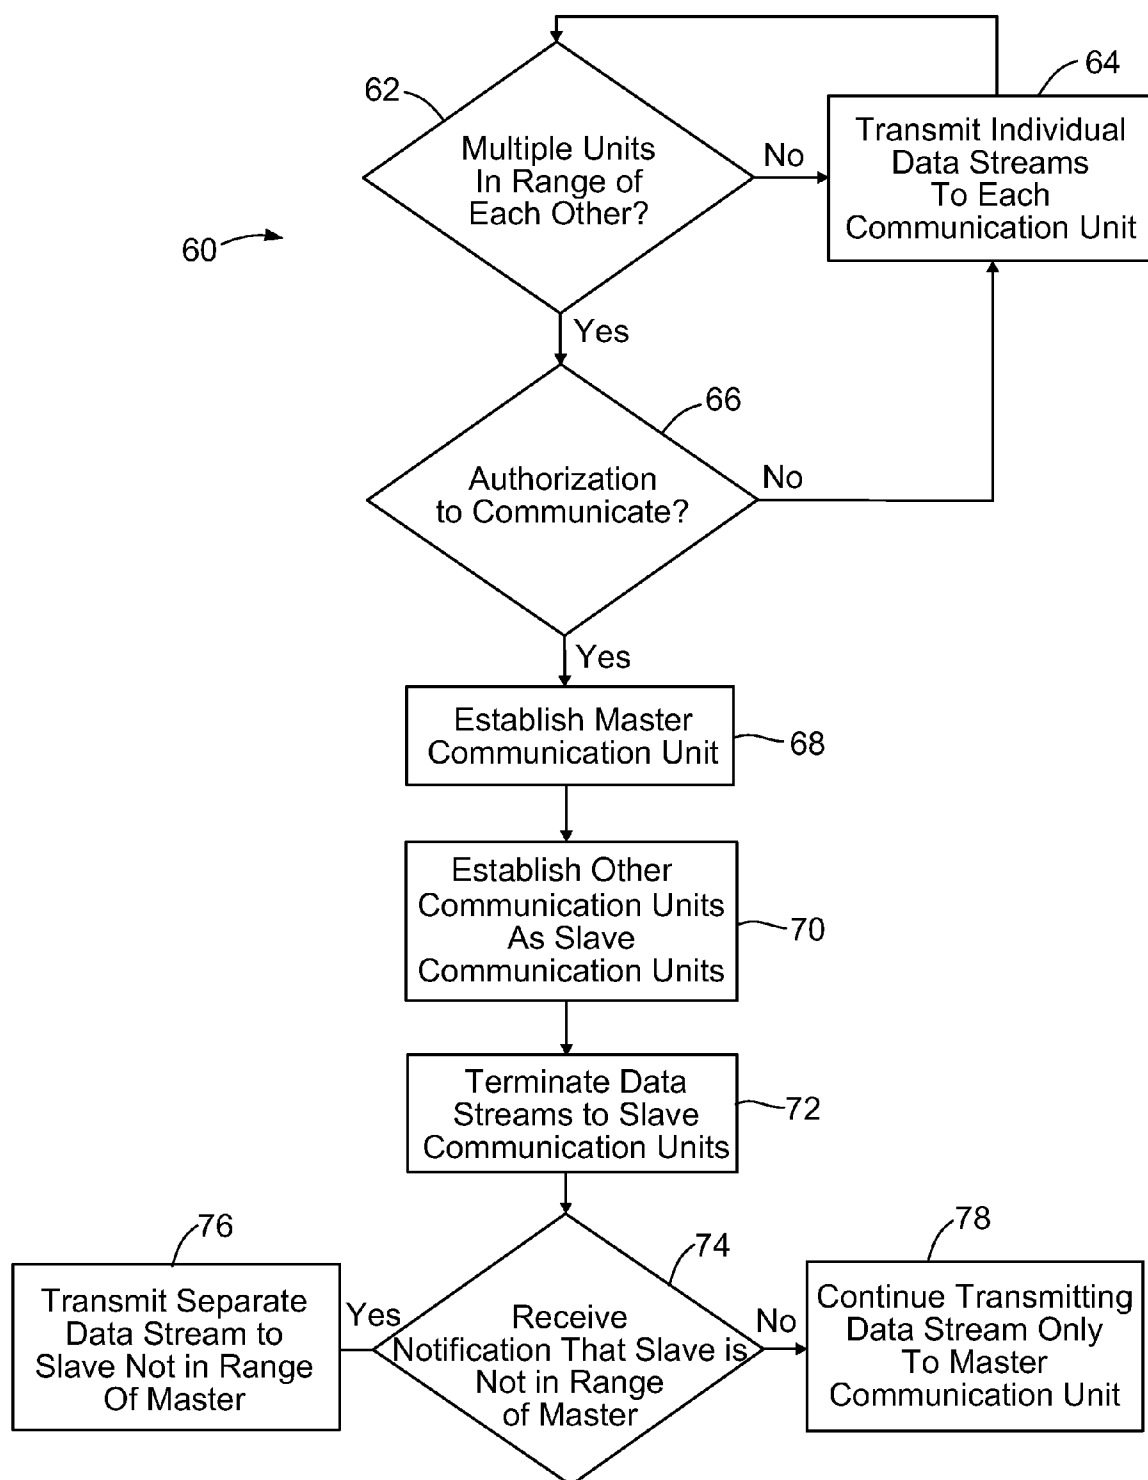 62
Multiple Units
In Range of
Each Other?
No
64
Transmit Individual
Data Streams
To Each
Communication Unit
60
Yes
66
Authorization
to Communicate?
No
Yes
Establish Master
Communication Unit
68
Establish Other
Communication Units
As Slave
Communication Units
70
Terminate Data
Streams to Slave
Communication Units
72
76
Transmit Separate
Data Stream to
Slave Not in Range
Of Master
Yes
74
Receive
Notification That Slave is
Not in Range
of Master
No
78
Continue Transmitting
Data Stream Only
To Master
Communication Unit